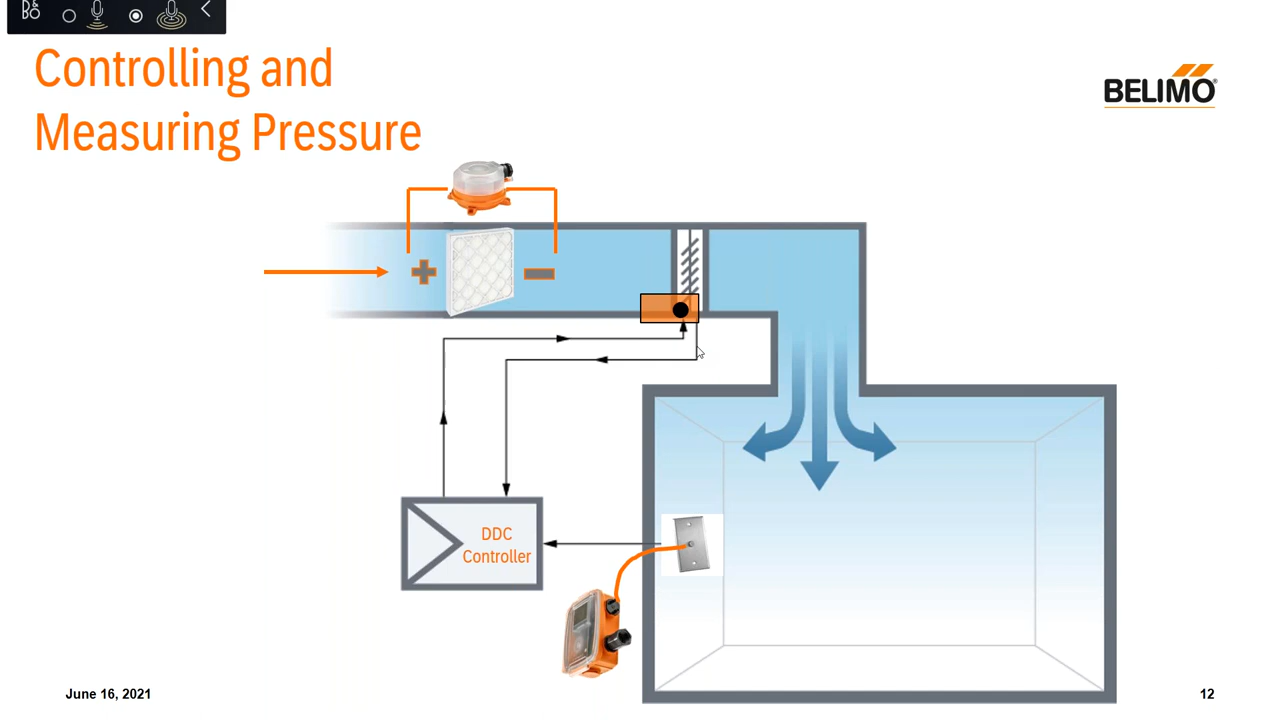 B&O
Controlling and
Measuring Pressure
BELIMO
DDC
Controller
June 16, 2021
12